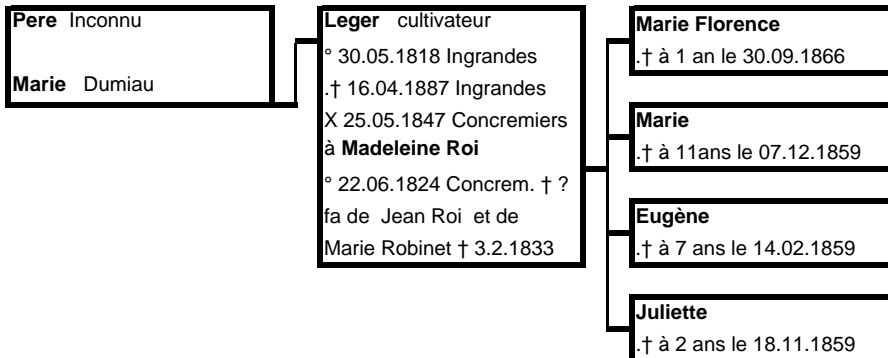 Pere Inconnu
Marie Dumiau
Leger cultivateur
° 30.05.1818 Ingrandes
.† 16.04.1887 Ingrandes
X 25.05.1847 Concremiers
à Madeleine Roi
° 22.06.1824 Concrem. † ?
fa de Jean Roi et de
Marie Robinet † 3.2.1833
Marie Florence
.† à 1 an le 30.09.1866
Marie
.† à 11ans le 07.12.1859
Eugène
.† à 7 ans le 14.02.1859
Juliette
.† à 2 ans le 18.11.1859